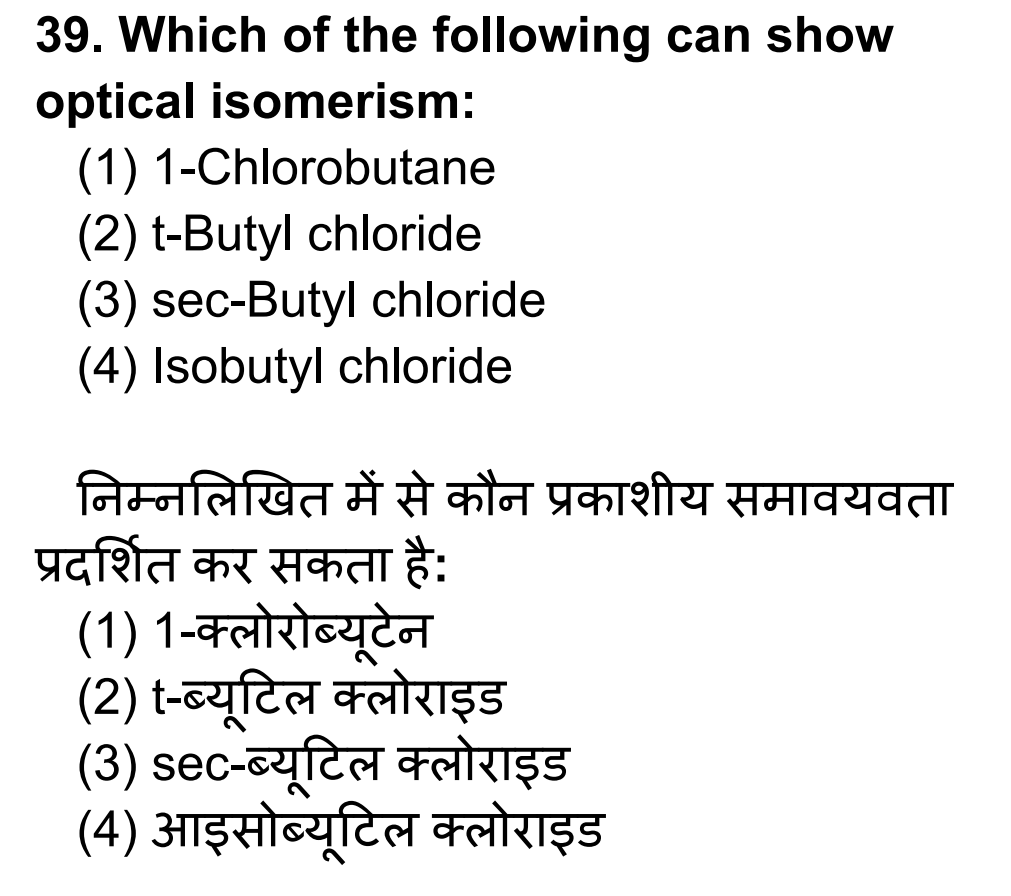 39. Which of the following can show
optical isomerism:
(1) 1-Chlorobutane
(2) t-Butyl chloride
(3) sec-Butyl chloride
(4) Isobutyl chloride
निम्नलिखित में से कौन प्रकाशीय समावयवता
प्रदर्शित कर सकता है:
(1) 1-क्लोरोब्यूटेन
(2) t-ब्यूटिल क्लोराइड
(3) sec-ब्यूटिल क्लोराइड
(4) आइसोब्यूटिल क्लोराइड